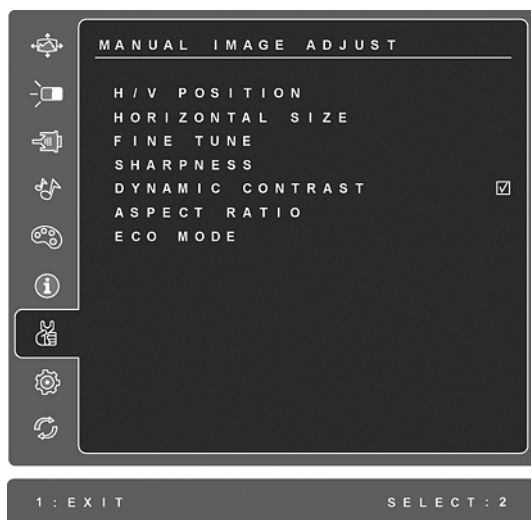 MANUAL IMAGE ADJUST
H/V POSITION
HORIZONTAL SIZE
FINE TUNE
SHARPNESS
DYNAMIC CONTRAST
ASPECT RATIO
ECO MODE
1:EXIT SELECT:2